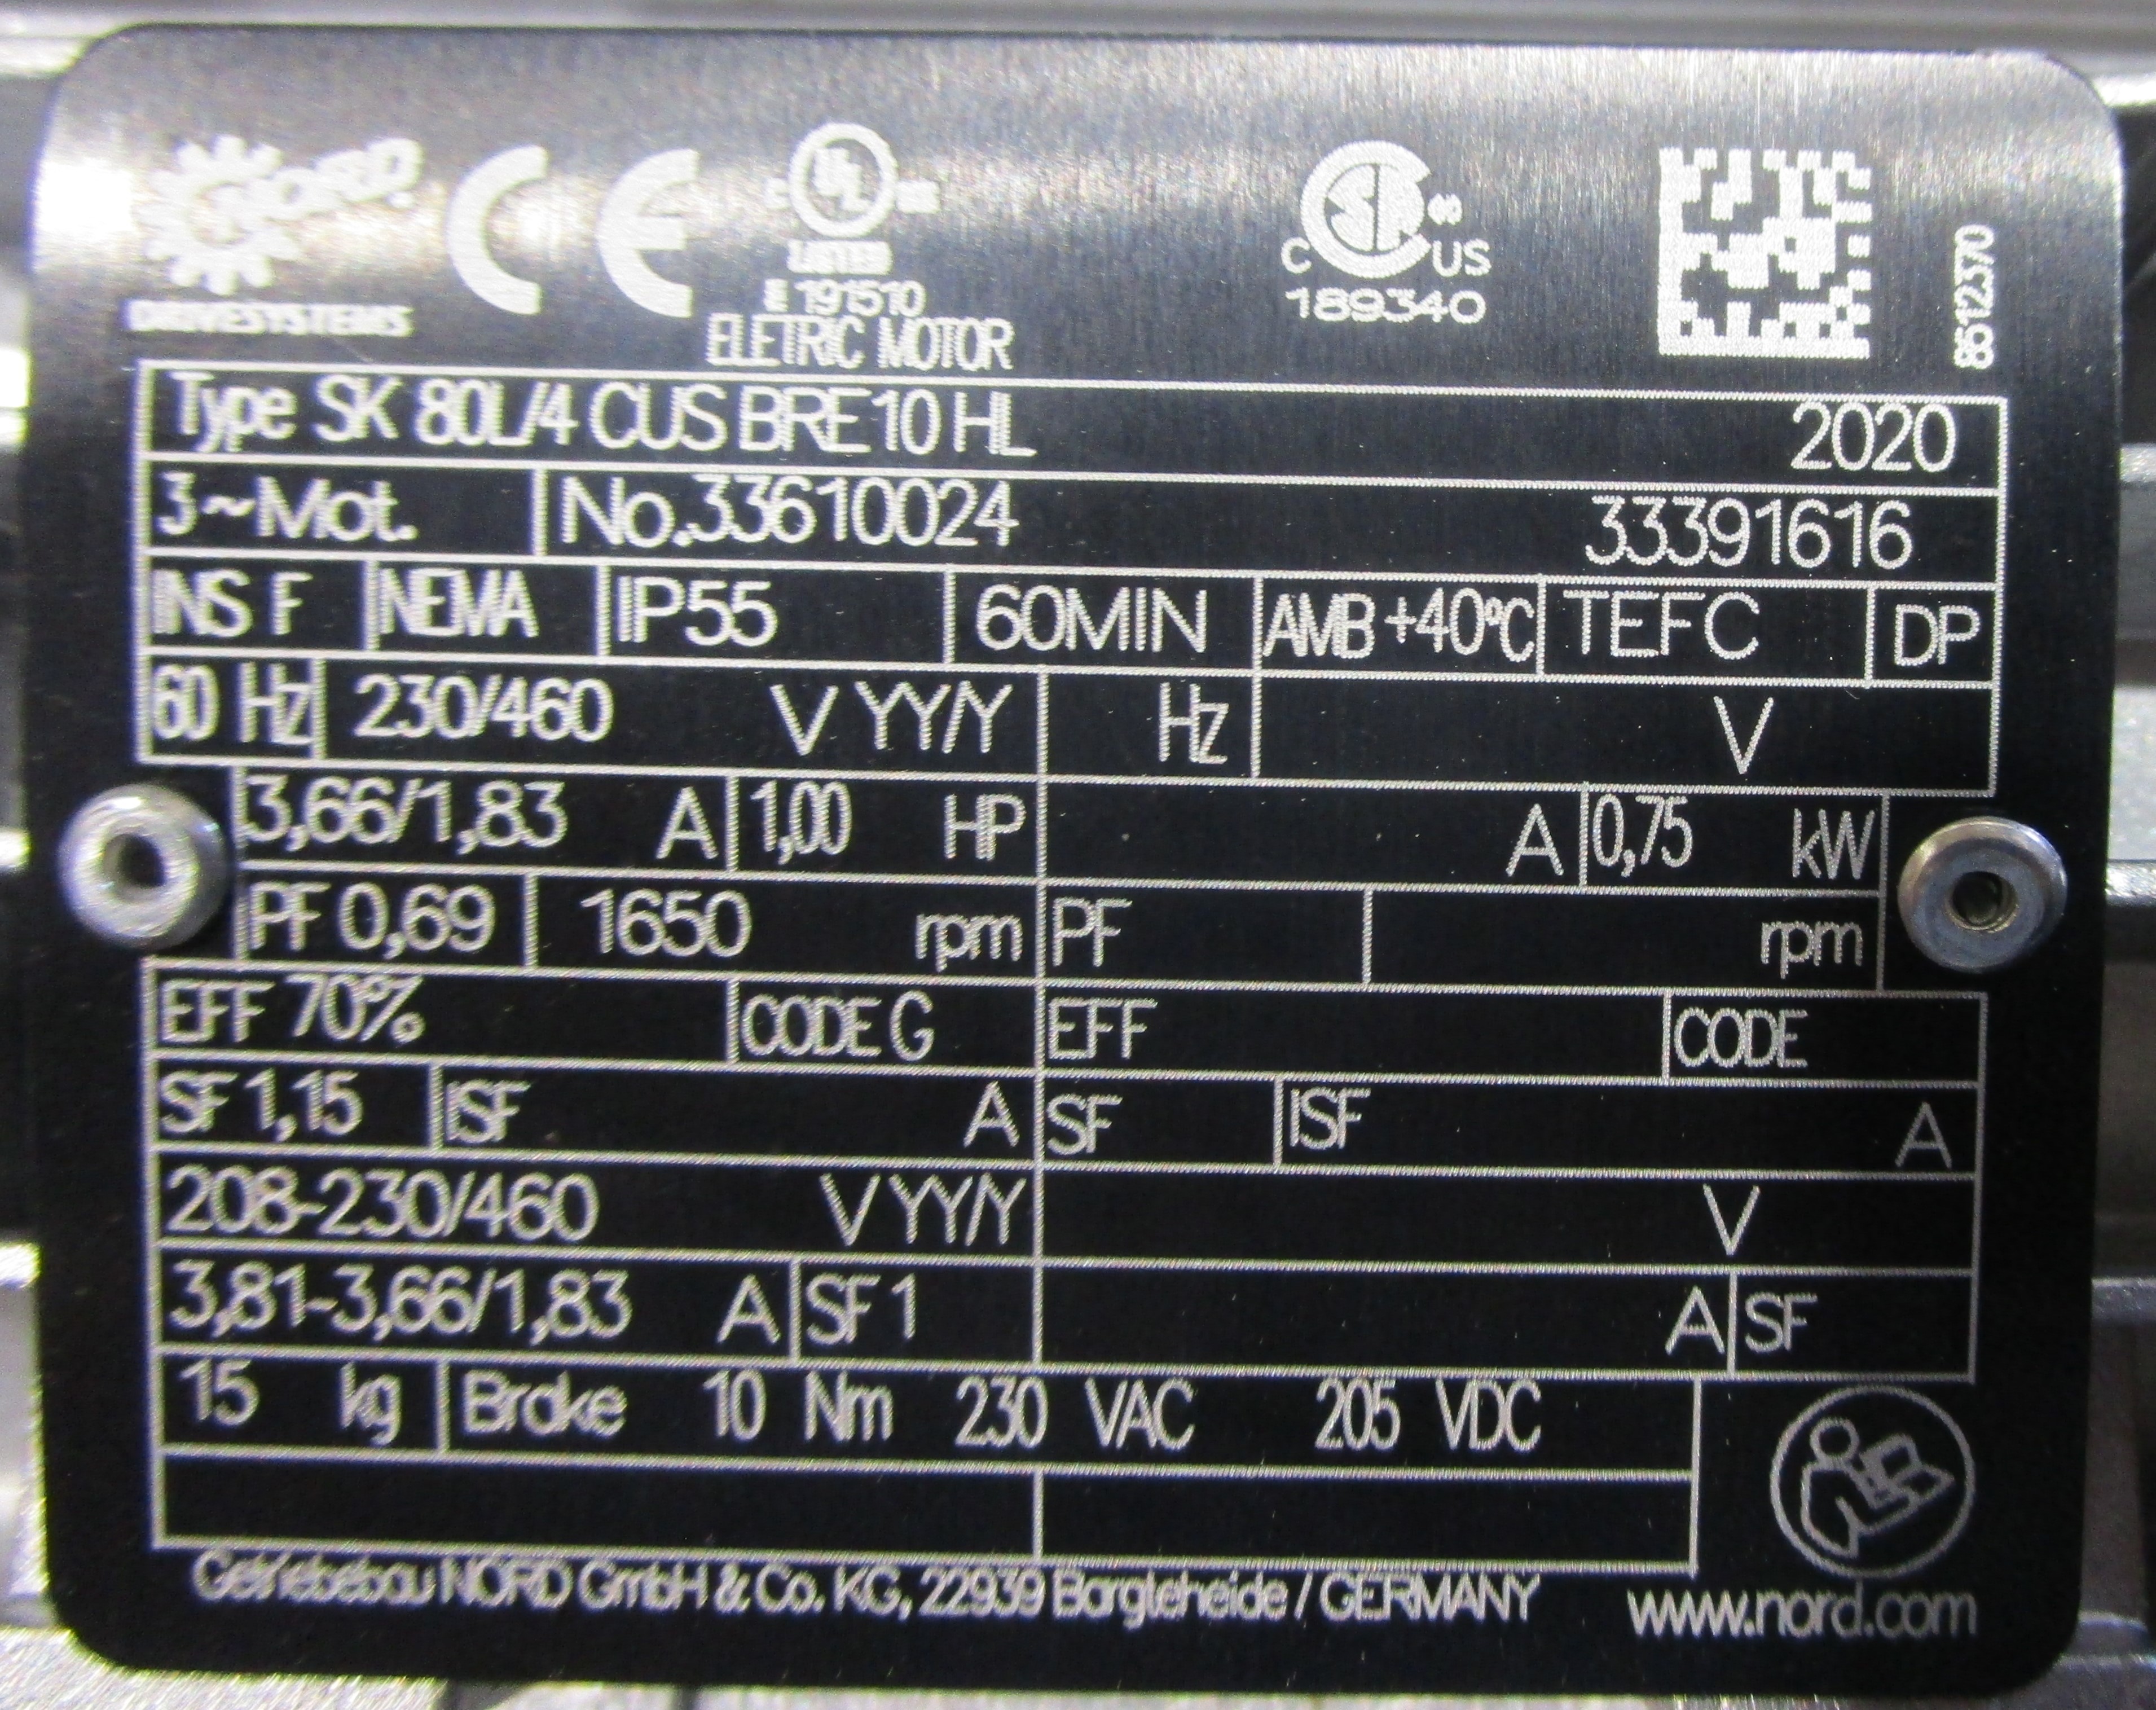 NORD
DRIVESYSTEMS
CE
C UL US
LISTED
E191510
ELETRIC MOTOR
C US
189340
8612370
Type SK 80L/4 CUS BRE10 HL 2020
3~Mot. No.33610024 33391616
INS F NEMA IP55 60MIN AMB+40°C TEFC DP
60 Hz 230/460 V YY/Y Hz V
3,66/1,83 A 1,00 HP A 0,75 kW
PF 0,69 1650 rpm PF rpm
EFF 70% CODE G EFF CODE
SF 1,15 ISF A SF ISF A
208-230/460 V YY/Y V
3,81-3,66/1,83 A SF 1 A SF
15 kg Brake 10 Nm 230 VAC 205 VDC
Getriebebau NORD GmbH & Co. KG, 22939 Bargteheide / GERMANY www.nord.com